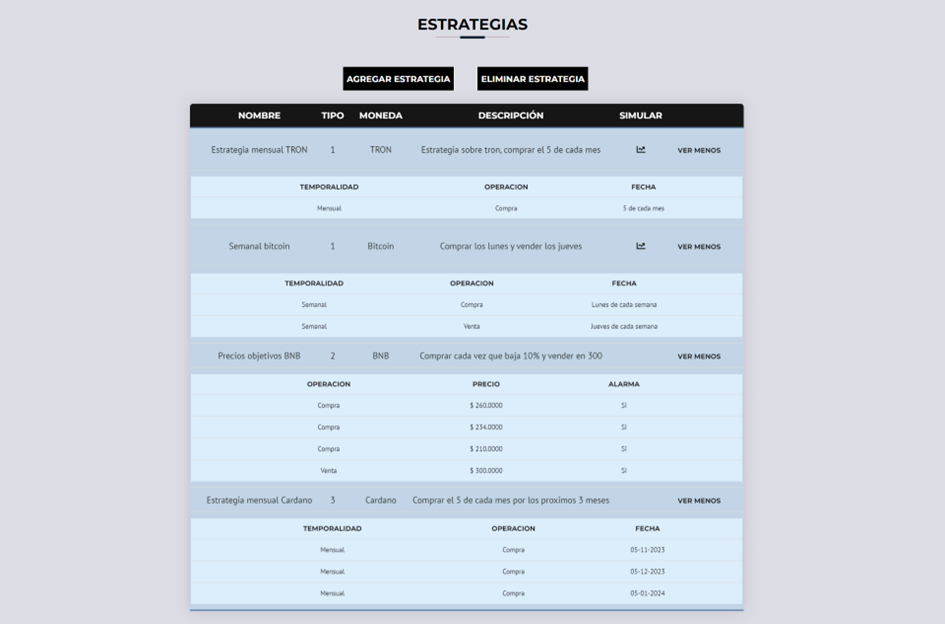 ESTRATEGIAS
AGREGAR ESTRATEGIA ELIMINAR ESTRATEGIA
NOMBRE TIPO MONEDA DESCRIPCIÓN SIMULAR
Estrategia mensual TRON 1 TRON Estrategia sobre tron, comprar el 5 de cada mes VER MENOS
TEMPORALIDAD OPERACION FECHA
Mensual Compra 5 de cada mes
Semanal bitcoin 1 Bitcoin Comprar los lunes y vender los jueves VER MENOS
TEMPORALIDAD OPERACION FECHA
Semanal Compra Lunes de cada semana
Semanal Venta Jueves de cada semana
Precios objetivos BNB 2 BNB Comprar cada vez que baja 10% y vender en 300 VER MENOS
OPERACION PRECIO ALARMA
Compra $ 260.0000 SI
Compra $ 234.0000 SI
Compra $ 210.0000 SI
Venta $ 300.0000 SI
Estrategia mensual Cardano 3 Cardano Comprar el 5 de cada mes por los proximos 3 meses VER MENOS
TEMPORALIDAD OPERACION FECHA
Mensual Compra 05-11-2023
Mensual Compra 05-12-2023
Mensual Compra 05-01-2024